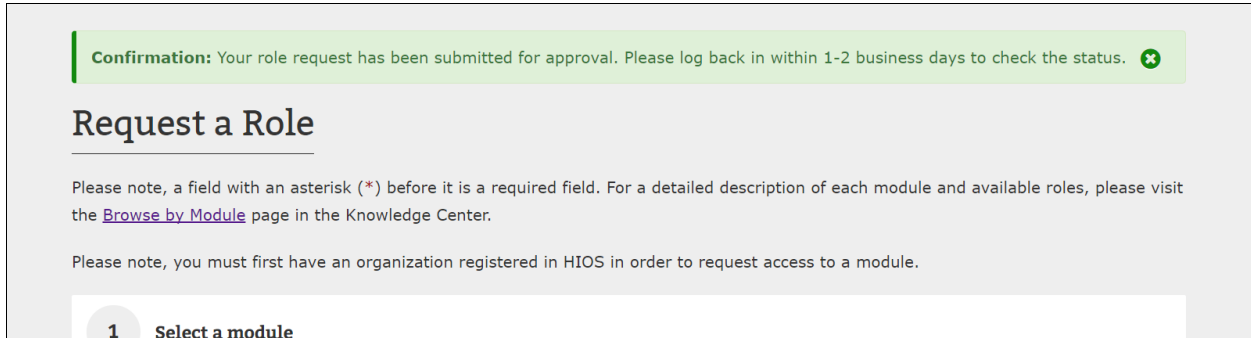 Confirmation: Your role request has been submitted for approval. Please log back in within 1-2 business days to check the status.
Request a Role
Please note, a field with an asterisk (*) before it is a required field. For a detailed description of each module and available roles, please visit
the Browse by Module page in the Knowledge Center.
Please note, you must first have an organization registered in HIOS in order to request access to a module.
1 Select a module